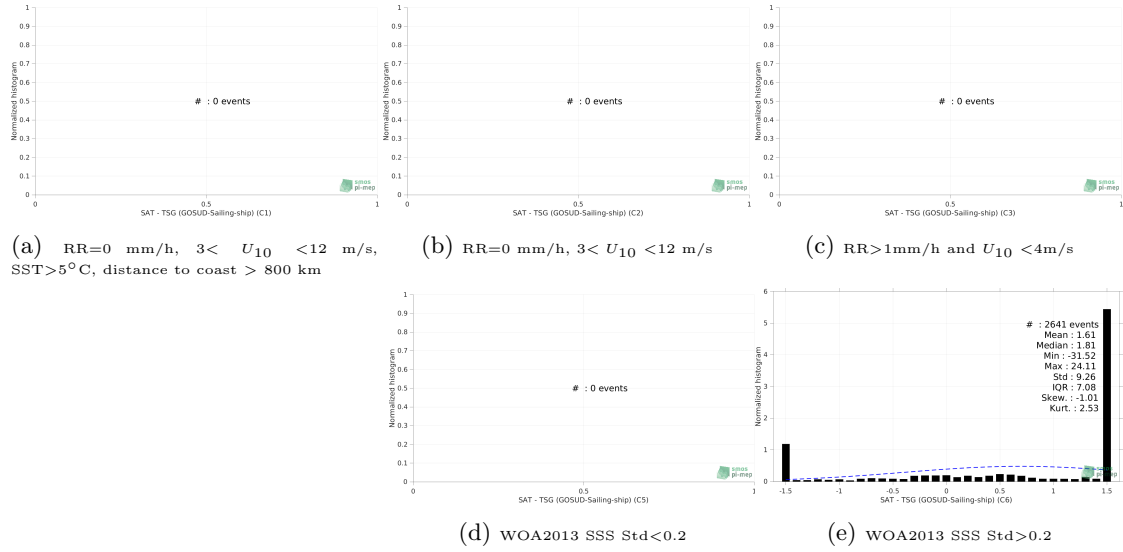 Normalized histogram
1
0.9
0.8
0.7
0.6
0.5
0.4
0.3
0.2
0.1
0
# : 0 events
smos
pi-mep
0 0.5 1
SAT - TSG (GOSUD-Sailing-ship) (C1)
(a) RR=0 mm/h, 3< U10 <12 m/s,
SST>5°C, distance to coast > 800 km
Normalized histogram
1
0.9
0.8
0.7
0.6
0.5
0.4
0.3
0.2
0.1
0
# : 0 events
smos
pi-mep
0 0.5 1
SAT - TSG (GOSUD-Sailing-ship) (C2)
(b) RR=0 mm/h, 3< U10 <12 m/s
Normalized histogram
1
0.9
0.8
0.7
0.6
0.5
0.4
0.3
0.2
0.1
0
# : 0 events
smos
pi-mep
0 0.5 1
SAT - TSG (GOSUD-Sailing-ship) (C3)
(c) RR>1mm/h and U10 <4m/s
Normalized histogram
1
0.9
0.8
0.7
0.6
0.5
0.4
0.3
0.2
0.1
0
# : 0 events
smos
pi-mep
0 0.5 1
SAT - TSG (GOSUD-Sailing-ship) (C5)
(d) WOA2013 SSS Std<0.2
Normalized histogram
6
5
4
3
2
1
0
# : 2641 events
Mean : 1.61
Median : 1.81
Min : -31.52
Max : 24.11
Std : 9.26
IQR : 7.08
Skew. : -1.01
Kurt. : 2.53
smos
pi-mep
-1.5 -1 -0.5 0 0.5 1 1.5
SAT - TSG (GOSUD-Sailing-ship) (C6)
(e) WOA2013 SSS Std>0.2